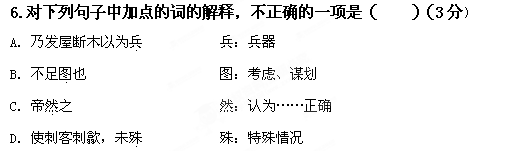 6.对下列句子中加点的词的解释，不正确的一项是（　　）（3分）
A. 乃发屋断木以为兵　　兵：兵器
B. 不足图也　　图：考虑、谋划
C. 帝然之　　然：认为……正确
D. 使刺客刺歙，未殊　　殊：特殊情况